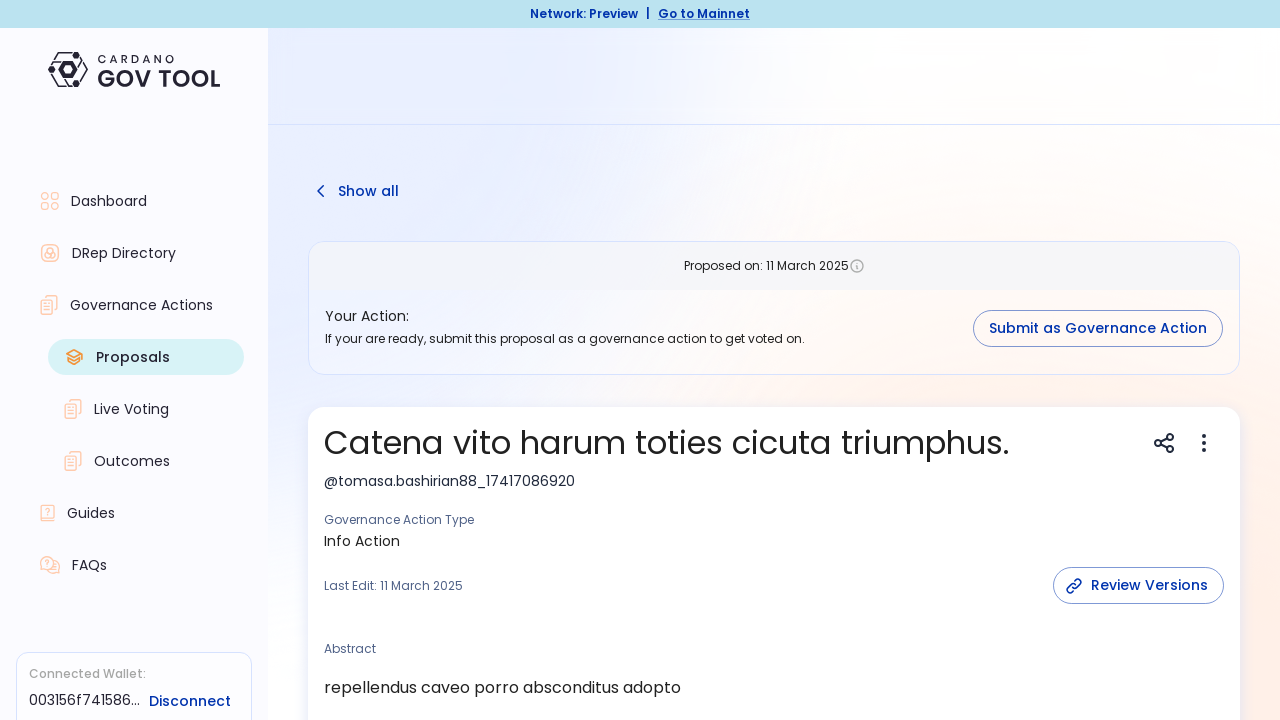 Network: Preview | Go to Mainnet
CARDANO
GOV TOOL
Dashboard
DRep Directory
Governance Actions
Proposals
Live Voting
Outcomes
Guides
FAQs
Connected Wallet:
003156f741586... Disconnect
Show all
Proposed on: 11 March 2025
Your Action:
If your are ready, submit this proposal as a governance action to get voted on.
Submit as Governance Action
Catena vito harum toties cicuta triumphus.
@tomasa.bashirian88_17417086920
Governance Action Type
Info Action
Last Edit: 11 March 2025
Review Versions
Abstract
repellendus caveo porro absconditus adopto